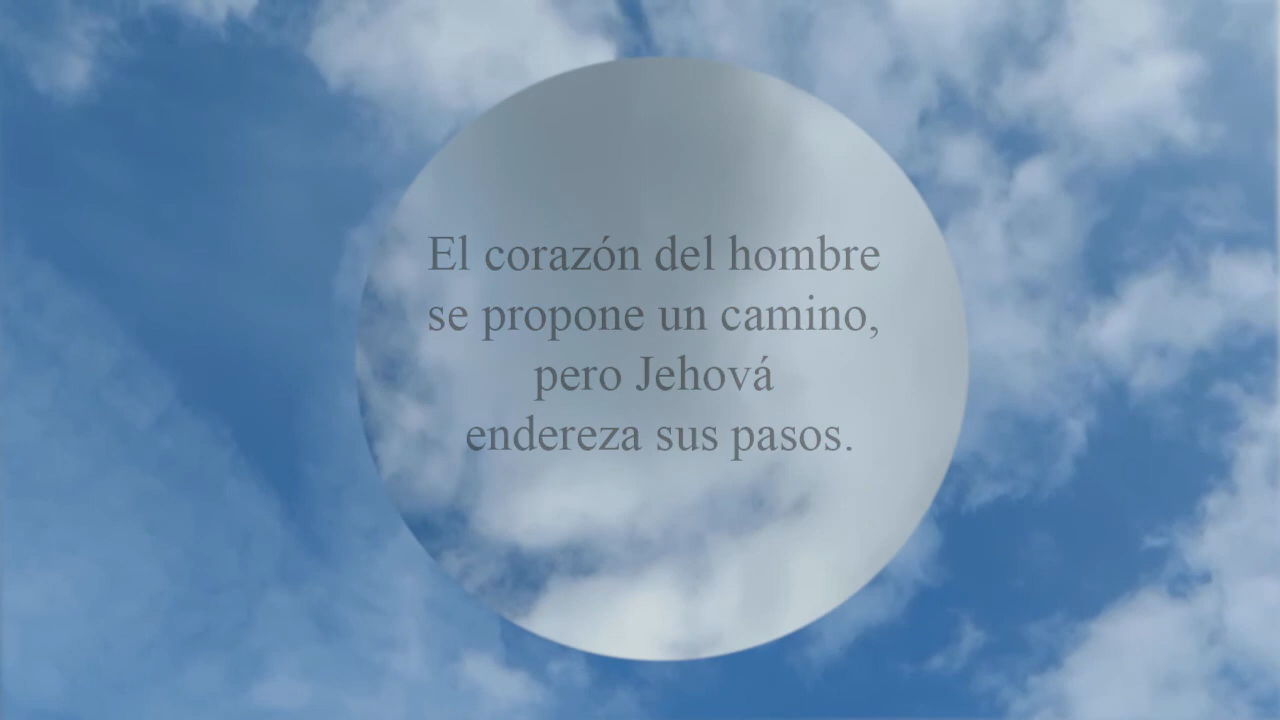 El corazón del hombre
se propone un camino,
pero Jehová
endereza sus pasos.